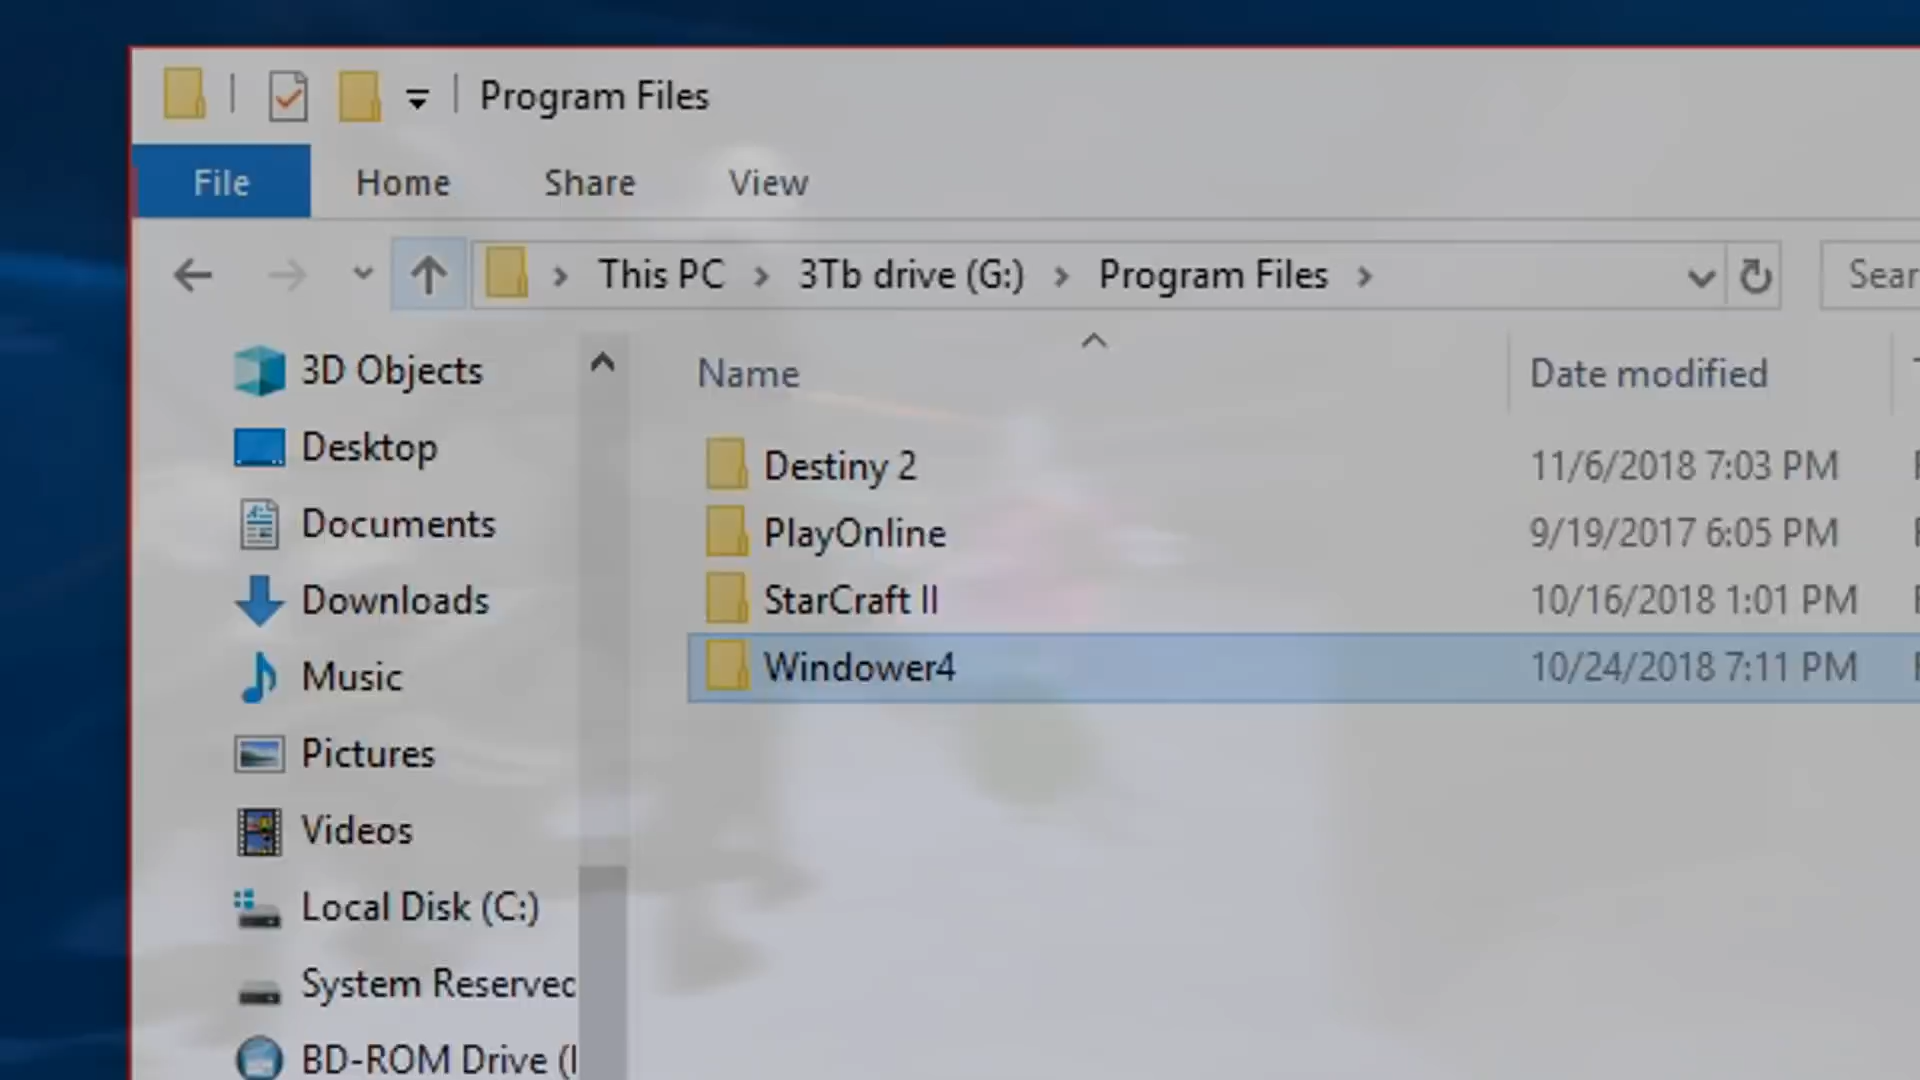 Program Files
File Home Share View
This PC 3Tb drive (G:) Program Files
Name Date modified
3D Objects
Desktop
Documents
Downloads
Music
Pictures
Videos
Local Disk (C:)
System Reserved
BD-ROM Drive (
Destiny 2 11/6/2018 7:03 PM
PlayOnline 9/19/2017 6:05 PM
StarCraft II 10/16/2018 1:01 PM
Windower4 10/24/2018 7:11 PM